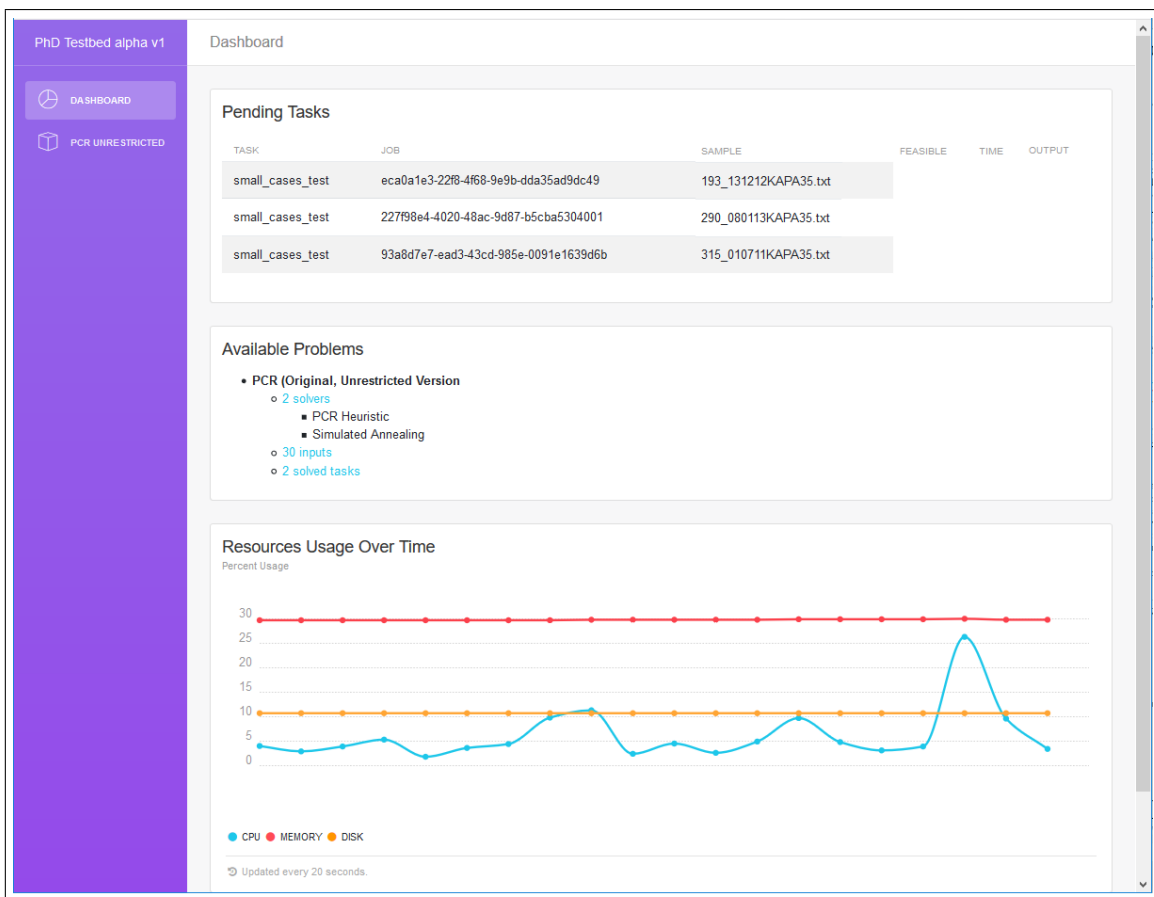 PhD Testbed alpha v1
Dashboard
DASHBOARD
PCR UNRESTRICTED
Pending Tasks
TASK JOB SAMPLE FEASIBLE TIME OUTPUT
small_cases_test eca0a1e3-22f8-4f68-9e9b-dda35ad9dc49 193_131212KAPA35.txt
small_cases_test 227f98e4-4020-48ac-9d87-b5cba5304001 290_080113KAPA35.txt
small_cases_test 93a8d7e7-ead3-43cd-985e-0091e1639d6b 315_010711KAPA35.txt
Available Problems
• PCR (Original, Unrestricted Version
2 solvers
PCR Heuristic
Simulated Annealing
30 inputs
2 solved tasks
Resources Usage Over Time
Percent Usage
30
25
20
15
10
5
0
CPU MEMORY DISK
Updated every 20 seconds.